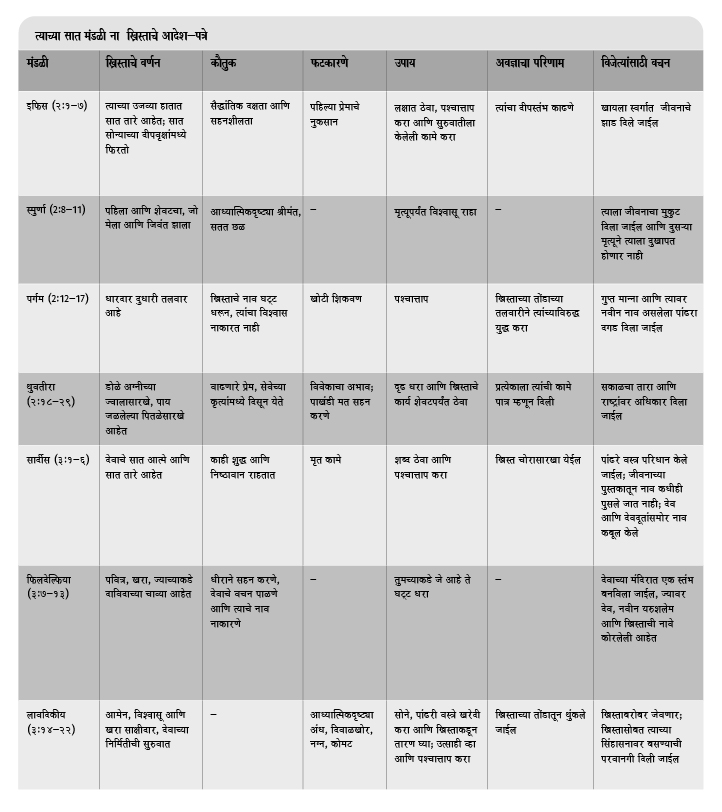 त्याच्या सात मंडळी ना ख्रिस्ताचे आदेश–पत्रे
मंडळी
ख्रिस्ताचे वर्णन
कौतुक
फटकारणे
उपाय
अवज्ञाचा परिणाम
विजेत्यांसाठी वचन
इफिस (२:१–७)
त्याच्या उजव्या हातात
सात तारे आहेत; सात
सोन्याच्या दीपवृक्षांमध्ये
फिरतो
सैद्धांतिक दक्षता आणि
सहनशीलता
पहिल्या प्रेमाचे
नुकसान
लक्षात ठेवा, पश्चात्ताप
करा आणि सुरुवातीला
केलेली कामे करा
त्यांचा दीपस्तंभ काढणे
खायला स्वर्गात जीवनाचे
झाड दिले जाईल
स्मुर्णा (2:8–11)
पहिला आणि शेवटचा, जो
मेला आणि जिवंत झाला
आध्यात्मिकदृष्ट्या श्रीमंत,
सतत छळ
–
मृत्यूपर्यंत विश्वासू राहा
–
त्याला जीवनाचा मुकुट
दिला जाईल आणि दुसऱ्या
मृत्यूने त्याला दुखापत
होणार नाही
पर्गम (2:12–17)
धारदार दुधारी तलवार
आहे
ख्रिस्ताचे नाव घट्ट
धरून, त्यांचा विश्वास
नाकारत नाही
खोटी शिकवण
पश्चात्ताप
ख्रिस्ताच्या तोंडाच्या
तलवारीने त्यांच्याविरुद्ध
युद्ध करा
गुप्त मान्ना आणि त्यावर
नवीन नाव असलेला पांढरा
दगड दिला जाईल
थुवतीरा
(२:१८–२९)
डोळे अग्नीच्या
ज्वालासारखे, पाय
जळलेल्या पितळेसारखे
आहेत
वाढणारे प्रेम, सेवेच्या
कृत्यांमध्ये दिसून येते
विवेकाचा अभाव;
पाखंडी मत सहन
करणे
दृढ धरा आणि ख्रिस्ताचे
कार्य शेवटपर्यंत ठेवा
प्रत्येकाला त्यांची कामे
पात्र म्हणून दिली
सकाळचा तारा आणि
राष्ट्रांवर अधिकार दिला
जाईल
सार्दीस (३:१–६)
देवाचे सात आत्मे आणि
सात तारे आहेत
काही शुद्ध आणि
निष्ठावान राहतात
मृत कामे
शब्द ठेवा आणि
पश्चात्ताप करा
ख्रिस्त चोरासारखा येईल
पांढरे वस्त्र परिधान केले
जाईल; जीवनाच्या
पुस्तकातून नाव कधीही
पुसले जात नाही; देव
आणि देवदूतांसमोर नाव
कबूल केले
फिलदेल्फिया
(३:७–१३)
पवित्र, खरा, ज्याच्याकडे
दाविदाच्या चाव्या आहेत
धीराने सहन करणे,
देवाचे वचन पाळणे
आणि त्याचे नाव
नाकारणे
–
तुमच्याकडे जे आहे ते
घट्ट धरा
–
देवाच्या मंदिरात एक स्तंभ
बनविला जाईल, ज्यावर
देव, नवीन यरुशलेम
आणि ख्रिस्ताची नावे
कोरलेली आहेत
लावदिकीय
(३:१४–२२)
आमेन, विश्वासू आणि
खरा साक्षीदार, देवाच्या
निर्मितीची सुरुवात
–
आध्यात्मिकदृष्ट्या
अंध, दिवाळखोर,
नग्न, कोमट
सोने, पांढरी वस्त्रे खरेदी
करा आणि ख्रिस्ताकडून
तारण घ्या; उत्साही व्हा
आणि पश्चात्ताप करा
ख्रिस्ताच्या तोंडातून थुंकले
जाईल
ख्रिस्ताबरोबर जेवणार;
ख्रिस्तासोबत त्याच्या
सिंहासनावर बसण्याची
परवानगी दिली जाईल